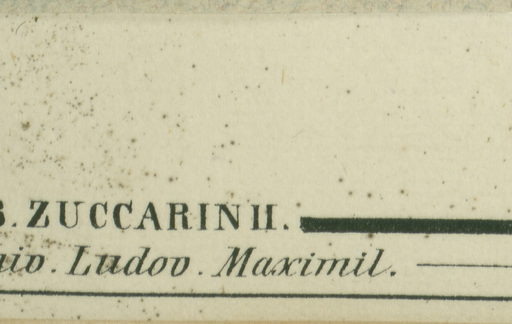 . ZUCCARINII.
Ludov. Maximil.